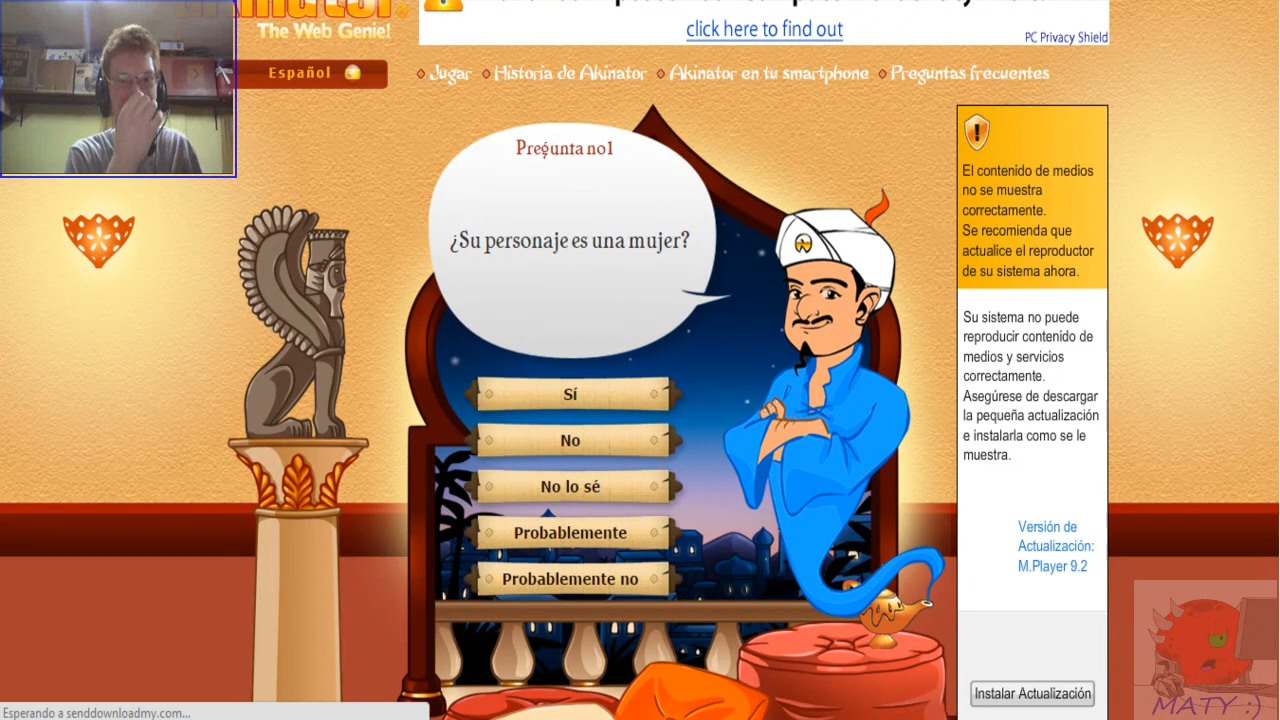 akinator
The Web Genie!
click here to find out
PC Privacy Shield
Español
Jugar
Historia de Akinator
Akinator en tu smartphone
Preguntas frecuentes
Pregunta no1
¿Su personaje es una mujer?
Sí
No
No lo sé
Probablemente
Probablemente no
El contenido de medios
no se muestra
correctamente.
Se recomienda que
actualice el reproductor
de su sistema ahora.
Su sistema no puede
reproducir contenido de
medios y servicios
correctamente.
Asegúrese de descargar
la pequeña actualización
e instalarla como se le
muestra.
Versión de
Actualización:
M.Player 9.2
Instalar Actualización
Esperando a senddownloadmy.com...
MATY :)